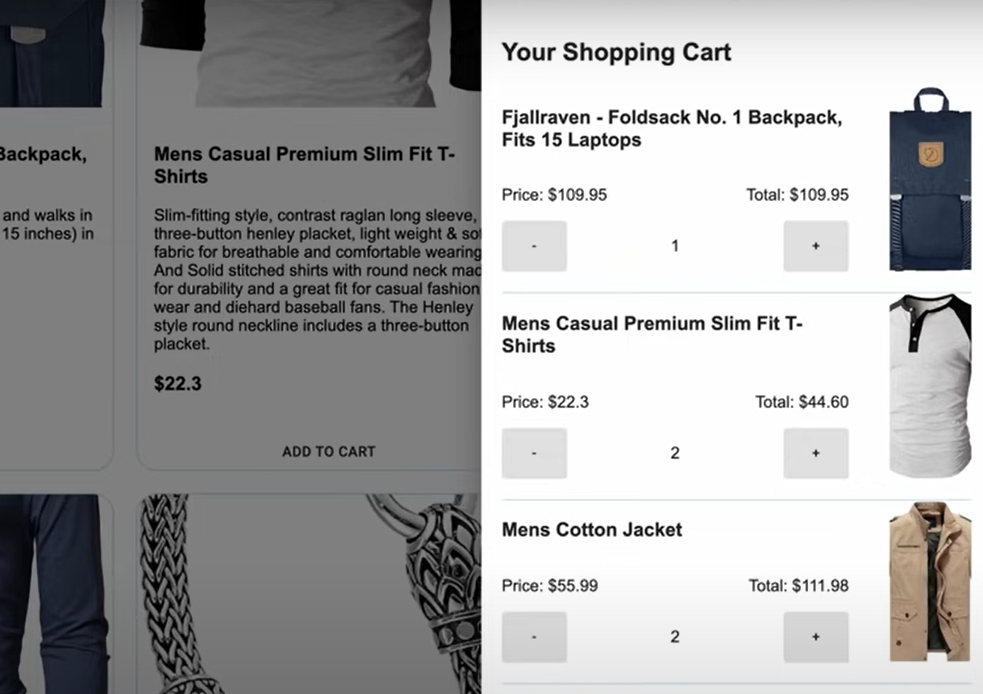 Backpack,
and walks in
15 inches) in
Mens Casual Premium Slim Fit T-
Shirts
Slim-fitting style, contrast raglan long sleeve,
three-button henley placket, light weight &
fabric for breathable and comfortable wearing
And Solid stitched shirts with round neck
for durability and a great fit for casual fashion
wear and diehard baseball fans. The Henley
style round neckline includes a three-button
placket.
$22.3
ADD TO CART
Your Shopping Cart
Fjallraven - Foldsack No. 1 Backpack,
Fits 15 Laptops
Price: $109.95 Total: $109.95
- 1 +
Mens Casual Premium Slim Fit T-
Shirts
Price: $22.3 Total: $44.60
- 2 +
Mens Cotton Jacket
Price: $55.99 Total: $111.98
- 2 +